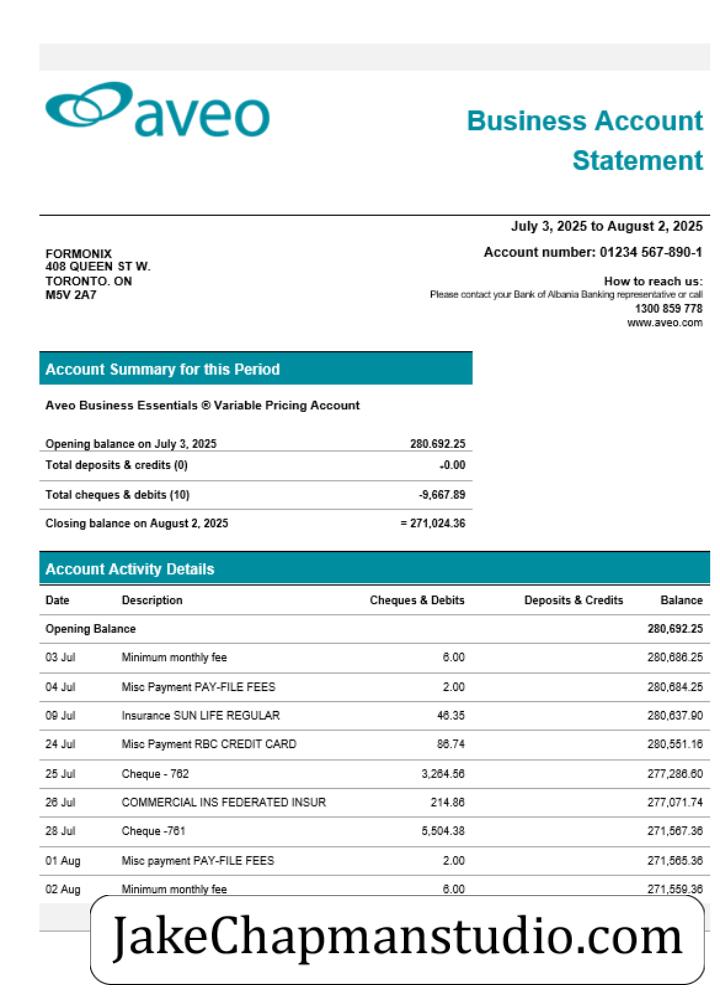 aveo
Business Account
Statement
July 3, 2025 to August 2, 2025
Account number: 01234 567-890-1
FORMONIX
408 QUEEN ST W.
TORONTO. ON
M5V 2A7
How to reach us:
Please contact your Bank of Albania Banking representative or call
1300 859 778
www.aveo.com
Account Summary for this Period
Aveo Business Essentials ® Variable Pricing Account
Opening balance on July 3, 2025 280.692.25
Total deposits & credits (0) +0.00
Total cheques & debits (10) -9,667.89
Closing balance on August 2, 2025 = 271,024.36
Account Activity Details
Date Description Cheques & Debits Deposits & Credits Balance
Opening Balance 280,692.25
03 Jul Minimum monthly fee 6.00 280,686.25
04 Jul Misc Payment PAY-FILE FEES 2.00 280,684.25
09 Jul Insurance SUN LIFE REGULAR 46.35 280,637.90
24 Jul Misc Payment RBC CREDIT CARD 86.74 280,551.16
25 Jul Cheque - 762 3,264.56 277,286.60
26 Jul COMMERCIAL INS FEDERATED INSUR 214.86 277,071.74
28 Jul Cheque -761 5,504.38 271,567.36
01 Aug Misc payment PAY-FILE FEES 2.00 271,565.36
02 Aug Minimum monthly fee 6.00 271,559.36
JakeChapmanstudio.com